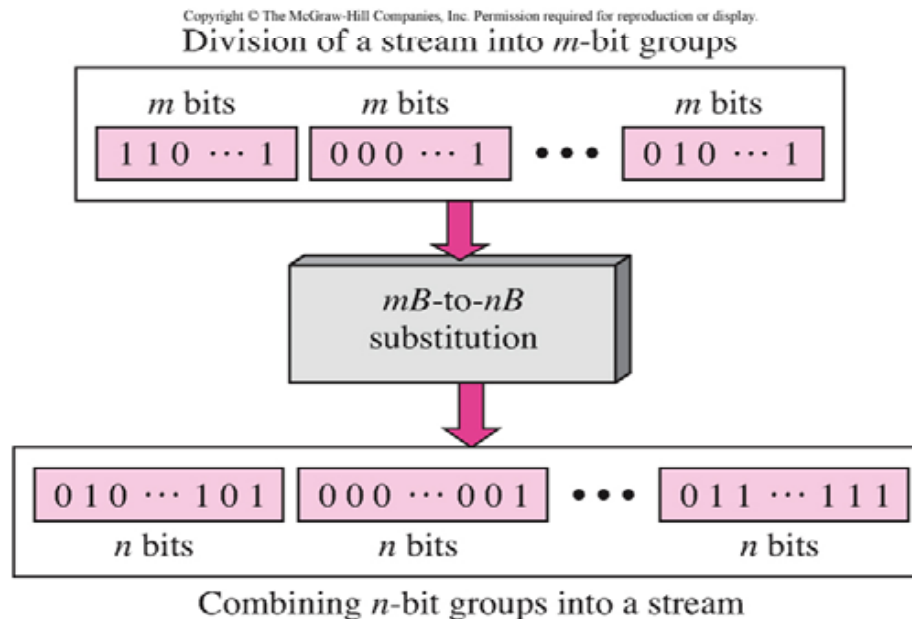 Copyright © The McGraw-Hill Companies, Inc. Permission required for reproduction or display.
Division of a stream into m-bit groups
m bits m bits m bits
1 1 0 ··· 1 0 0 0 ··· 1 ••• 0 1 0 ··· 1
mB-to-nB
substitution
0 1 0 ··· 1 0 1 0 0 0 ··· 0 0 1 ••• 0 1 1 ··· 1 1 1
n bits n bits n bits
Combining n-bit groups into a stream